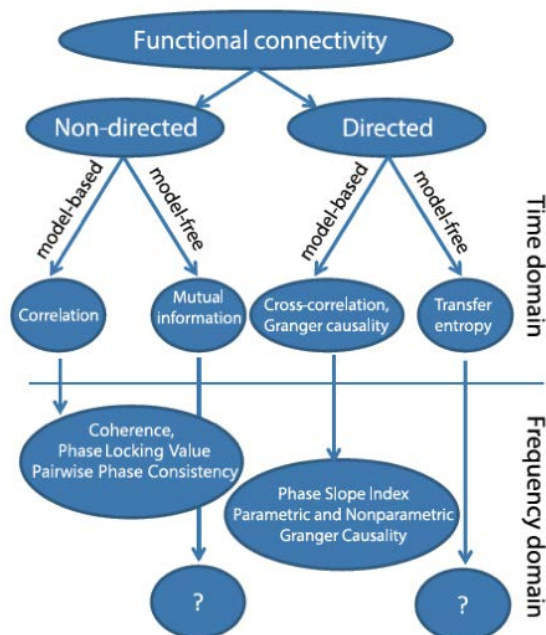 Functional connectivity
Non-directed
Directed
model-based
model-free
model-based
model-free
Time domain
Correlation
Mutual
information
Cross-correlation,
Granger causality
Transfer
entropy
Coherence,
Phase Locking Value
Pairwise Phase Consistency
Phase Slope Index
Parametric and Nonparametric
Granger Causality
Frequency domain
?
?